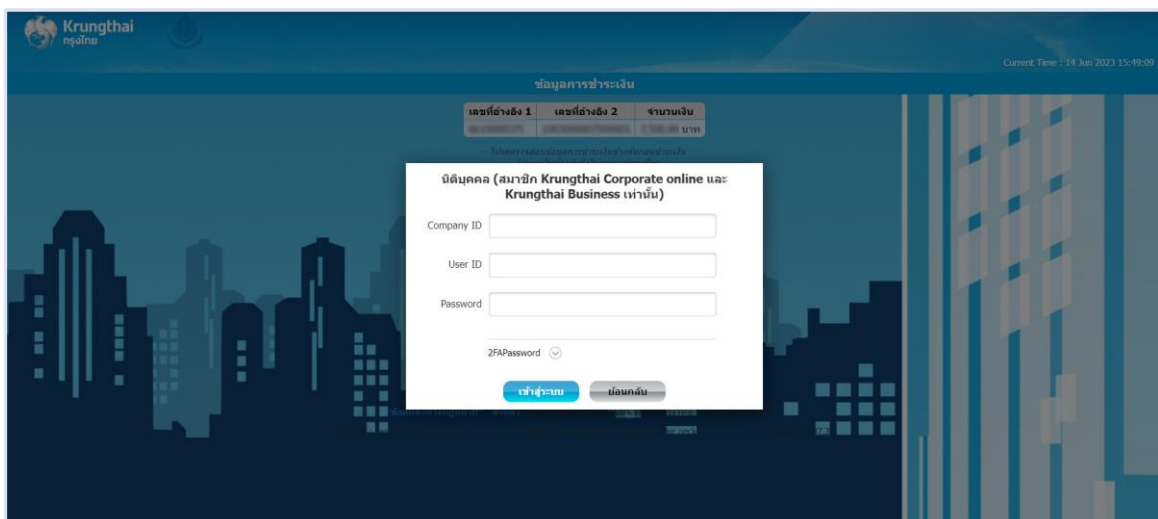 Krungthai
กรุงไทย
Current Time : 14 Jun 2023 15:49:09
ข้อมูลการชำระเงิน
เลขที่อ้างอิง 1 เลขที่อ้างอิง 2 จำนวนเงิน
บาท
นิติบุคคล (สมาชิก Krungthai Corporate online และ
Krungthai Business เท่านั้น)
Company ID
User ID
Password
2FAPassword
เข้าสู่ระบบ ย้อนกลับ